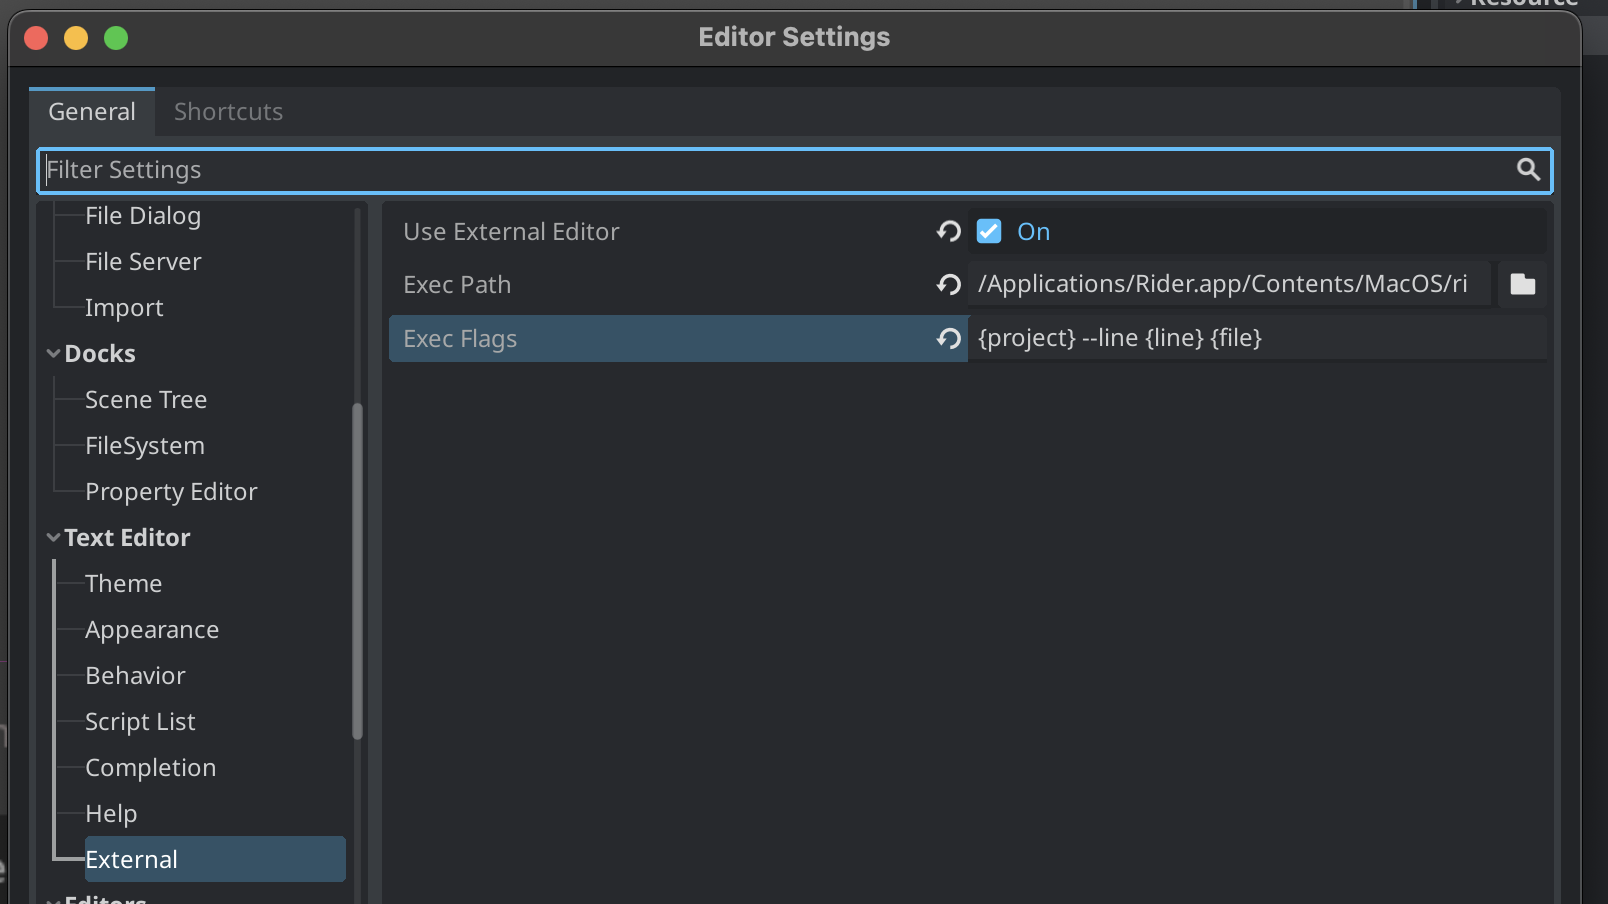 Resource
Editor Settings
General
Shortcuts
Filter Settings
File Dialog
File Server
Import
Docks
Scene Tree
FileSystem
Property Editor
Text Editor
Theme
Appearance
Behavior
Script List
Completion
Help
External
Editors
Use External Editor
On
Exec Path
/Applications/Rider.app/Contents/MacOS/ri
Exec Flags
{project} --line {line} {file}